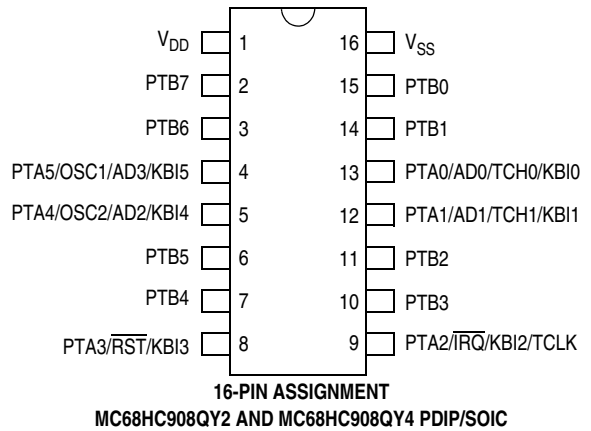 V_DD 1 16 V_SS
PTB7 2 15 PTB0
PTB6 3 14 PTB1
PTA5/OSC1/AD3/KBI5 4 13 PTA0/AD0/TCH0/KBI0
PTA4/OSC2/AD2/KBI4 5 12 PTA1/AD1/TCH1/KBI1
PTB5 6 11 PTB2
PTB4 7 10 PTB3
PTA3/R̅S̅T̅/KBI3 8 9 PTA2/I̅R̅Q̅/KBI2/TCLK
16-PIN ASSIGNMENT
MC68HC908QY2 AND MC68HC908QY4 PDIP/SOIC